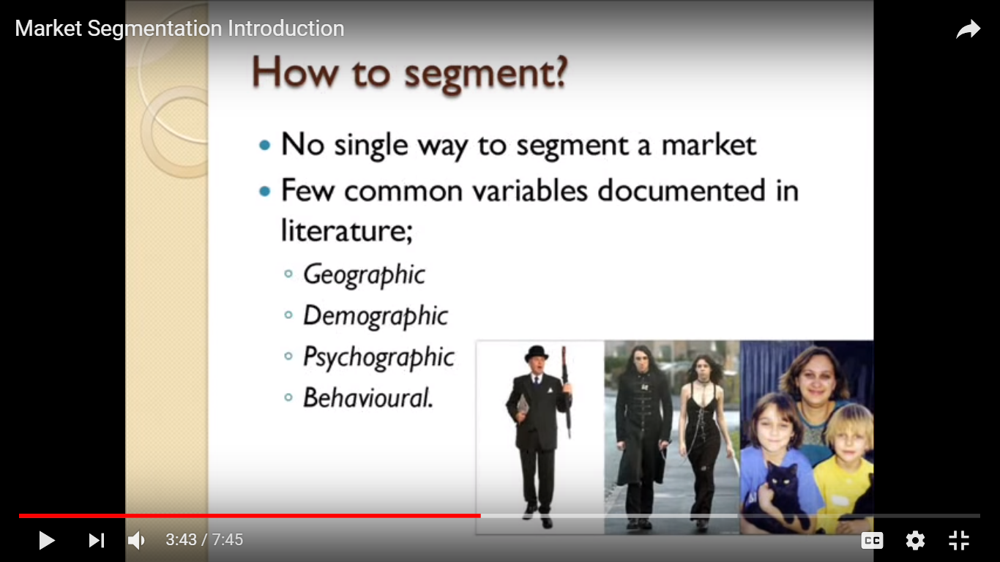 Market Segmentation Introduction
How to segment?
No single way to segment a market
Few common variables documented in
literature;
Geographic
Demographic
Psychographic
Behavioural.
3:43 / 7:45
CC